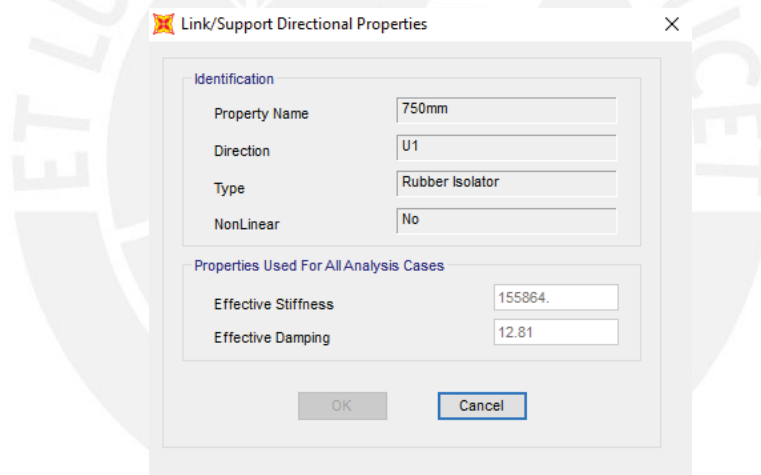 Link/Support Directional Properties
Identification
Property Name 750mm
Direction U1
Type Rubber Isolator
NonLinear No
Properties Used For All Analysis Cases
Effective Stiffness 155864.
Effective Damping 12.81
OK Cancel